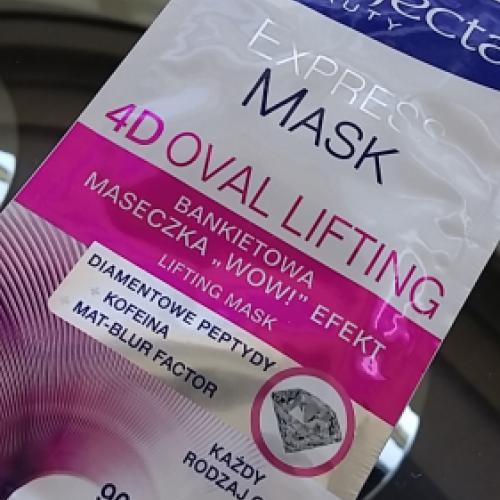 BEAUTY
EXPRESS
MASK
4D OVAL LIFTING
BANKIETOWA
MASECZKA „WOW!” EFEKT
LIFTING MASK
DIAMENTOWE PEPTYDY
+ KOFEINA
+ MAT-BLUR FACTOR
KAŻDY
RODZAJ